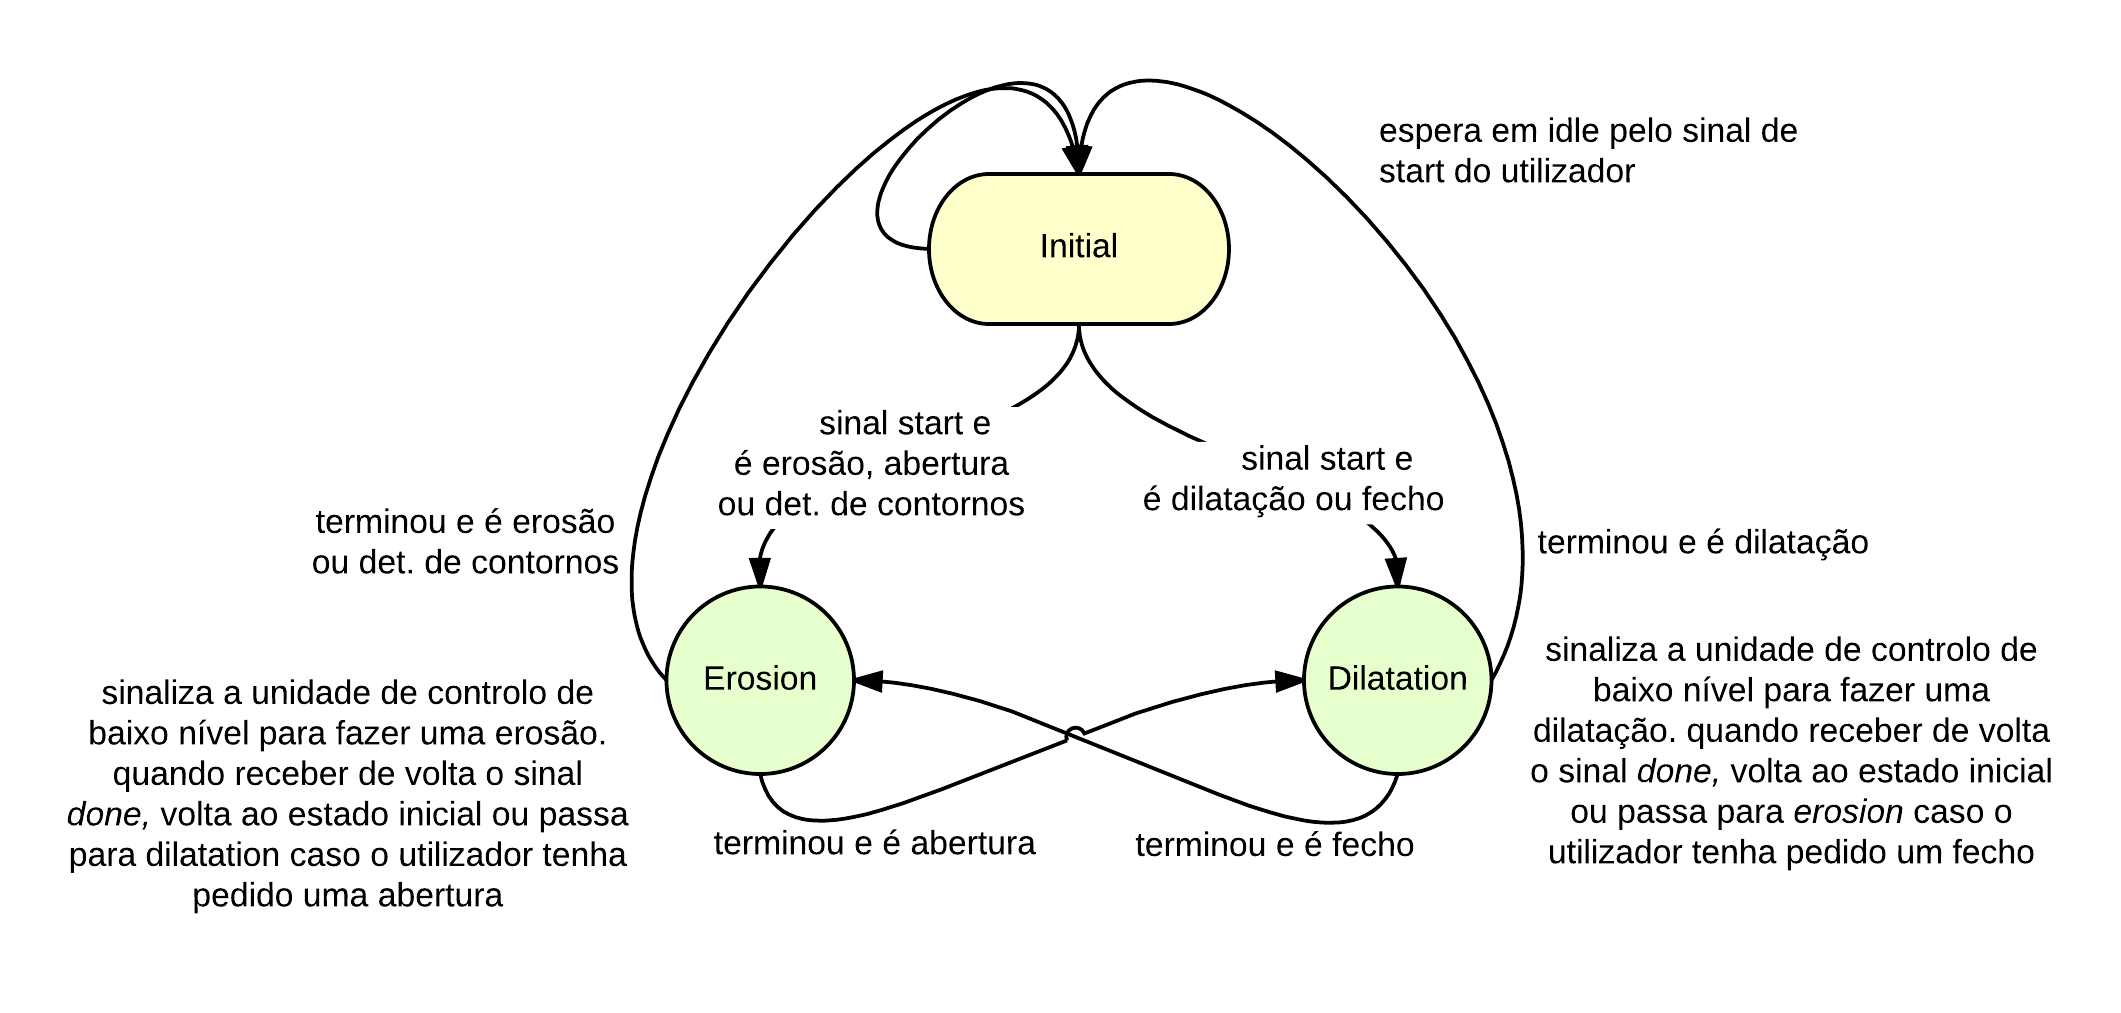 espera em idle pelo sinal de
start do utilizador
Initial
sinal start e
é erosão, abertura
ou det. de contornos
sinal start e
é dilatação ou fecho
terminou e é erosão
ou det. de contornos
terminou e é dilatação
Erosion
Dilatation
sinaliza a unidade de controlo de
baixo nível para fazer uma erosão.
quando receber de volta o sinal
done, volta ao estado inicial ou passa
para dilatation caso o utilizador tenha
pedido uma abertura
sinaliza a unidade de controlo de
baixo nível para fazer uma
dilatação. quando receber de volta
o sinal done, volta ao estado inicial
ou passa para erosion caso o
utilizador tenha pedido um fecho
terminou e é abertura
terminou e é fecho